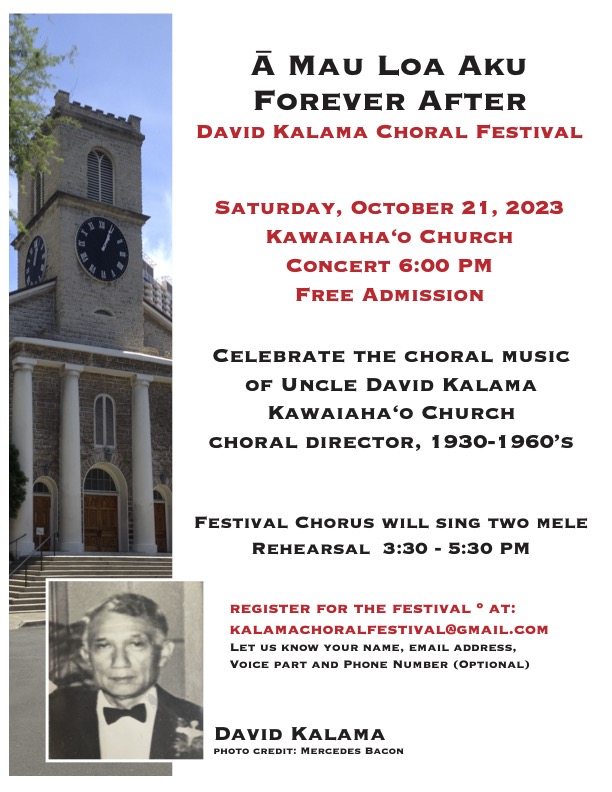 Ā Mau Loa Aku
Forever After
David Kalama Choral Festival
Saturday, October 21, 2023
Kawaiaha‘o Church
Concert 6:00 PM
Free Admission
Celebrate the choral music
of Uncle David Kalama
Kawaiaha‘o Church
choral director, 1930-1960’s
Festival Chorus will sing two mele
Rehearsal 3:30 - 5:30 PM
register for the festival º at:
kalamachoralfestival@gmail.com
Let us know your name, email address,
Voice part and Phone Number (Optional)
David Kalama
photo credit: Mercedes Bacon